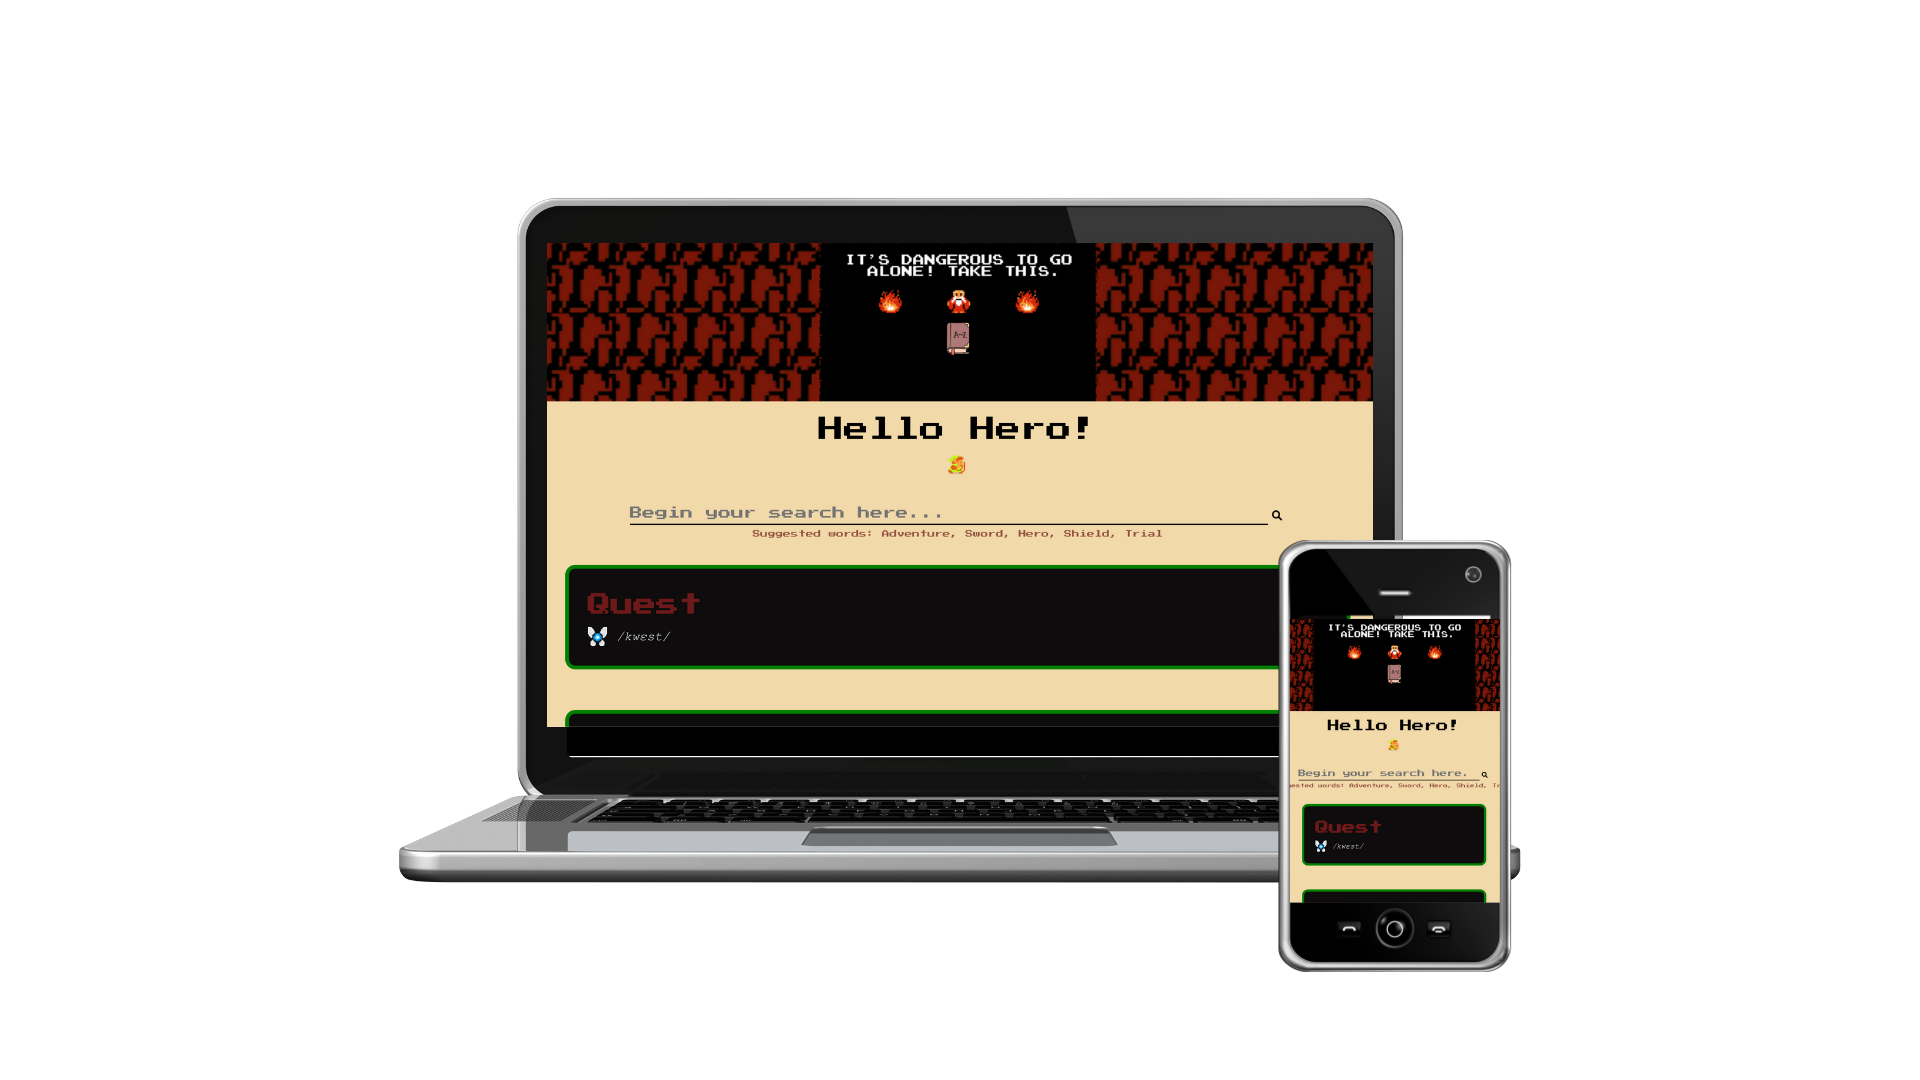 IT'S DANGEROUS TO GO
ALONE! TAKE THIS.
A-Z
Hello Hero!
Begin your search here...
Suggested words: Adventure, Sword, Hero, Shield, Trial
Quest
/kwest/
IT'S DANGEROUS TO GO
ALONE! TAKE THIS.
Hello Hero!
Begin your search here.
ested words: Adventure, Sword, Hero, Shield, Tr
Quest
/kwest/